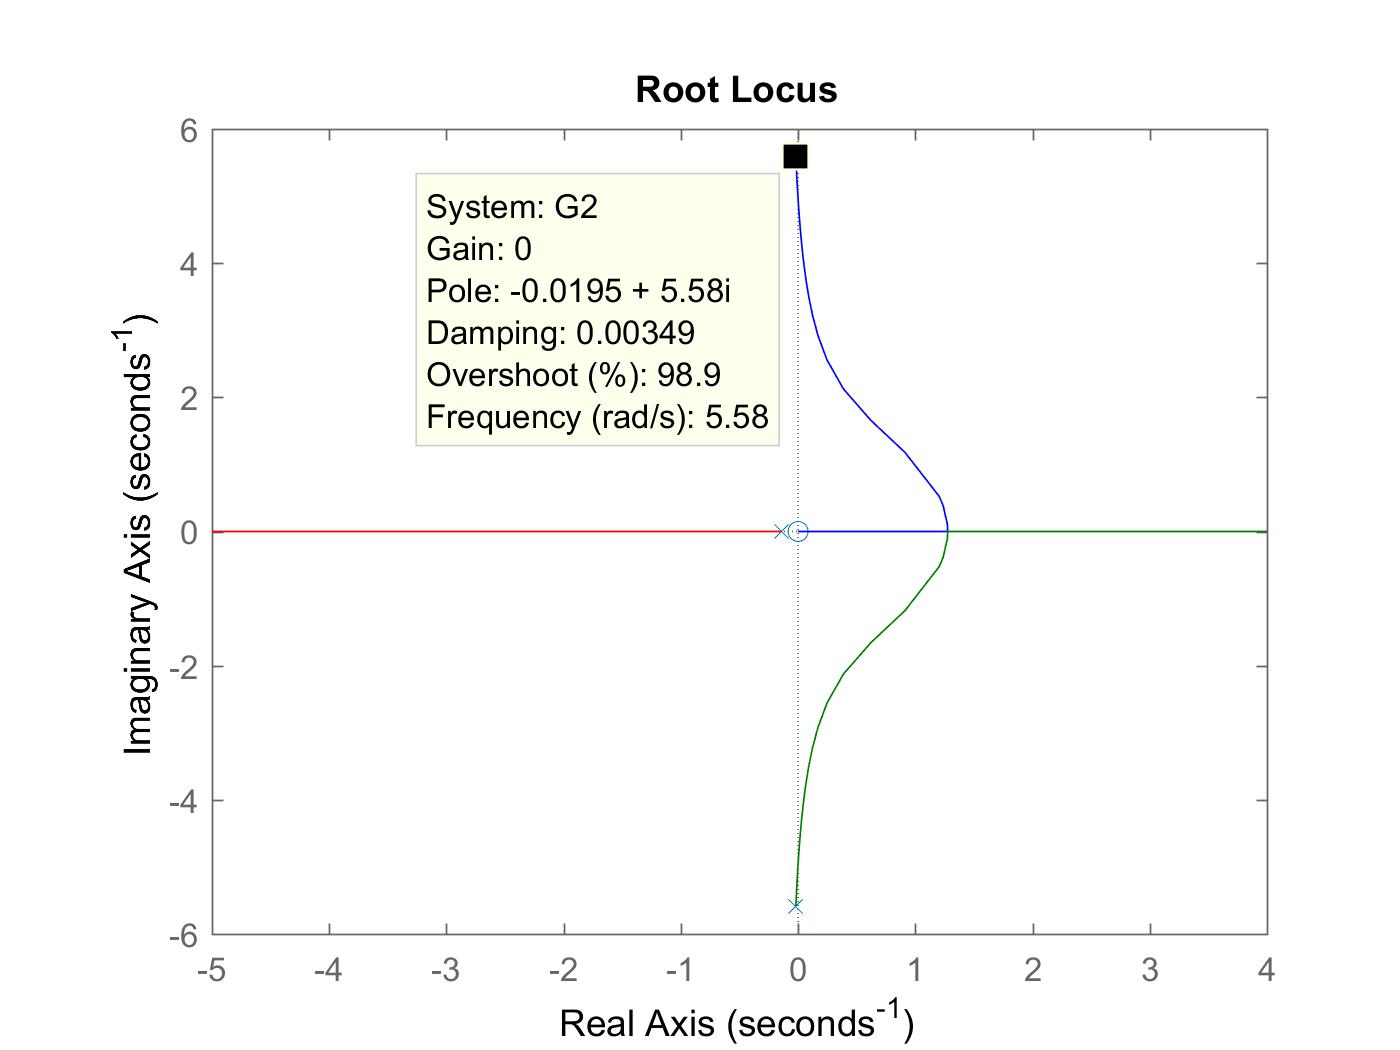 Root Locus
System: G2
Gain: 0
Pole: -0.0195 + 5.58i
Damping: 0.00349
Overshoot (%): 98.9
Frequency (rad/s): 5.58
6
4
2
0
-2
-4
-6
Imaginary Axis (seconds-1)
-5 -4 -3 -2 -1 0 1 2 3 4
Real Axis (seconds-1)